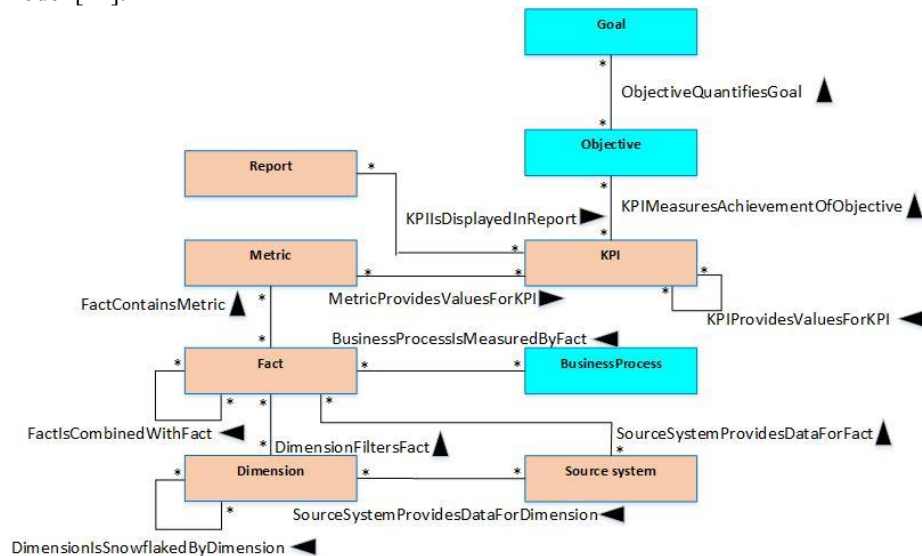 Goal
*
ObjectiveQuantifiesGoal
*
Objective
Report
*
*
KPIIsDisplayedInReport
KPIMeasuresAchievementOfObjective
*
*
Metric
KPI
*
*
*
*
*
FactContainsMetric
MetricProvidesValuesForKPI
KPIProvidesValuesForKPI
BusinessProcessIsMeasuredByFact
*
*
Fact
*
*
BusinessProcess
*
*
*
FactIsCombinedWithFact
*
DimensionFiltersFact
SourceSystemProvidesDataForFact
*
*
Dimension
*
*
Source system
*
SourceSystemProvidesDataForDimension
DimensionIsSnowflakedByDimension